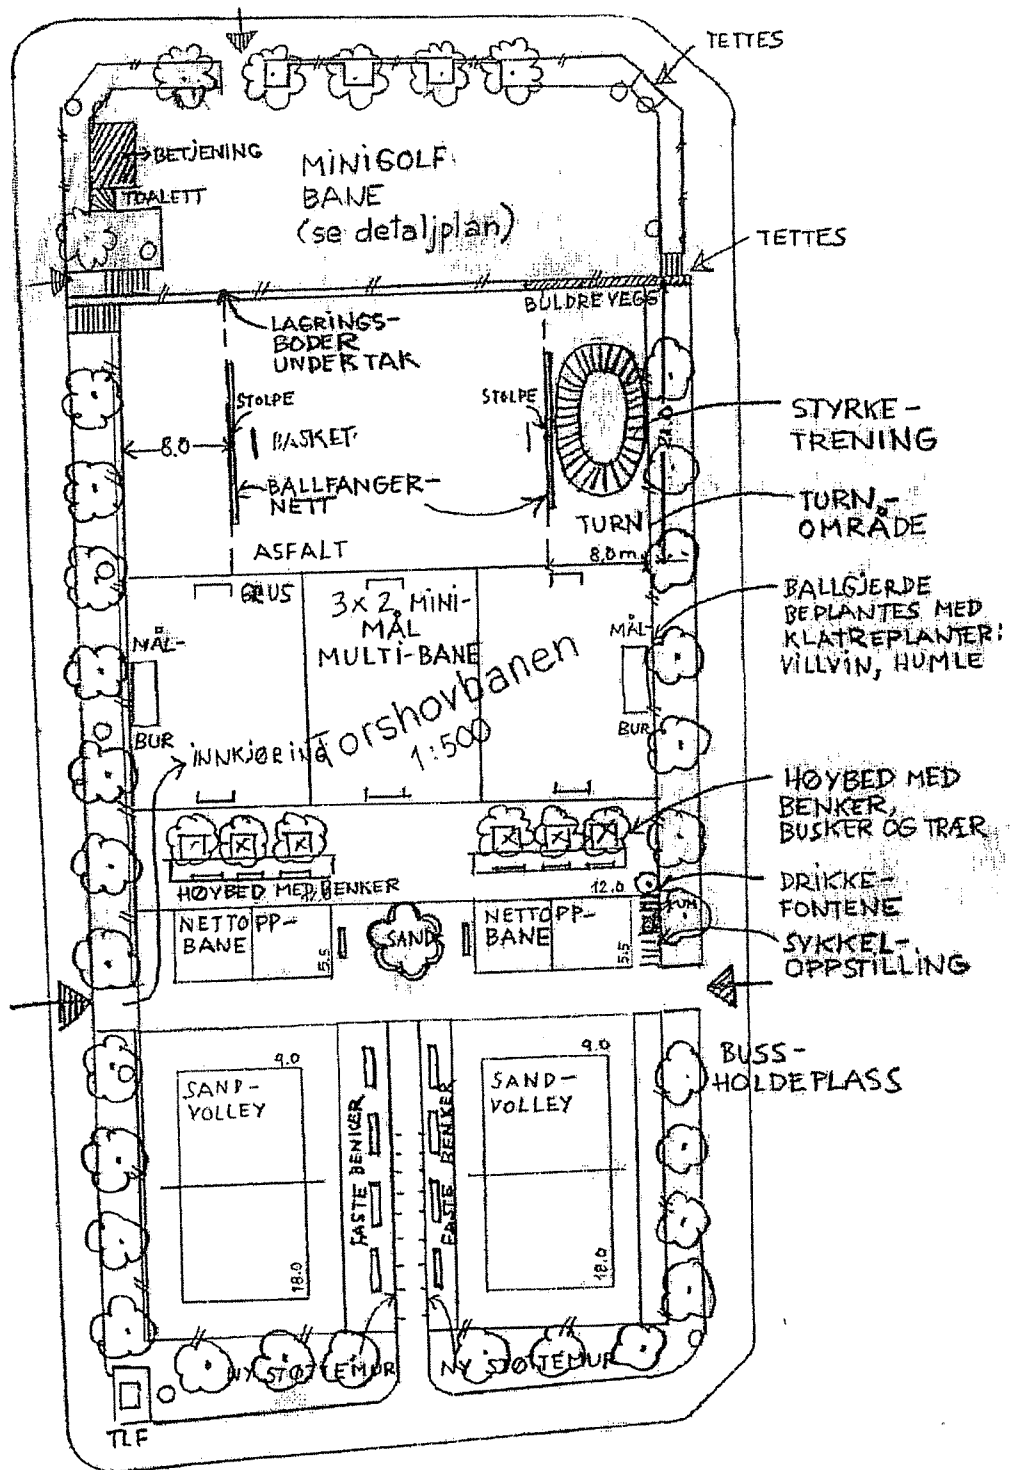 TETTES
BETJENING
TOALETT
MINIGOLF
BANE
(se detaljplan)
TETTES
BULDREVEGG
LAGRINGS-
BODER
UNDER TAK
STOLPE
STOLPE
8.0
BASKET
BALLFANGER-
NETT
STYRKE-
TRENING
TURN
8.0 m
TURN-
OMRÅDE
ASFALT
GRUS
3 x 2 MINI-
MÅL
MULTI-BANE
MÅL-
BUR
MÅL-
BUR
BALLGJERDE
BEPLANTES MED
KLATREPLANTER:
VILLVIN, HUMLE
Torshovbanen
1:500
INNKJØRING
HØYBED MED
BENKER,
BUSKER OG TRÆR
HØYBED MED BENKER
12.0
DRIKKE-
FONTENE
NETTOPP-
BANE
5.5
SAND
NETTOPP-
BANE
5.5
SYKKEL-
OPPSTILLING
BUSS-
HOLDEPLASS
SAND-
VOLLEY
9.0
18.0
FASTE BENKER
FASTE BENKER
SAND-
VOLLEY
9.0
18.0
NY STØTTEMUR
NY STØTTEMUR
TLF